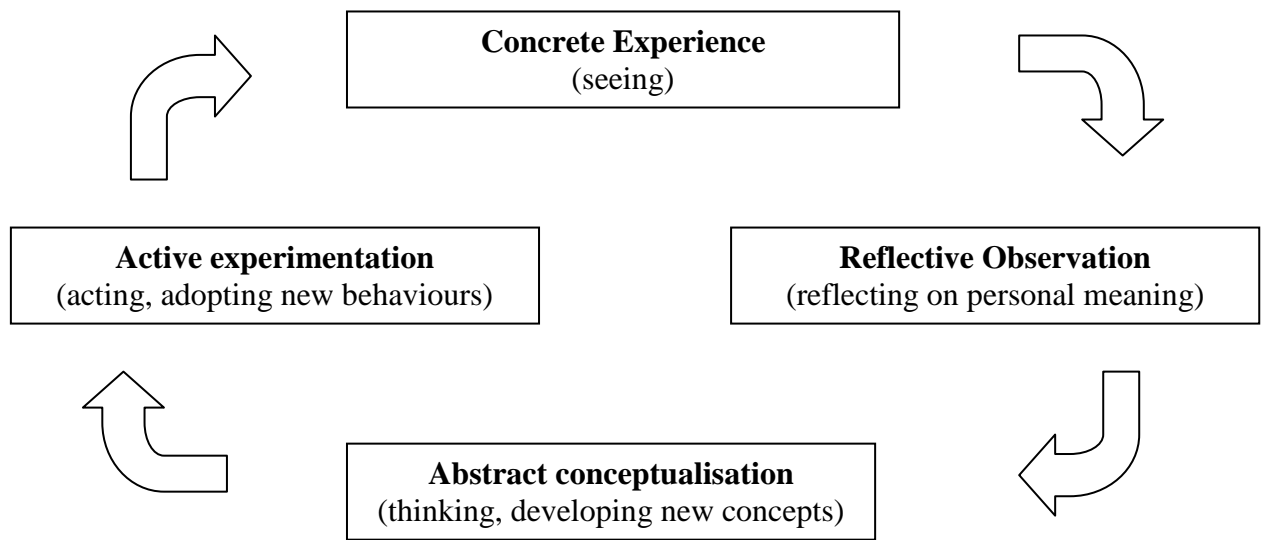 Concrete Experience
(seeing)
Active experimentation
(acting, adopting new behaviours)
Reflective Observation
(reflecting on personal meaning)
Abstract conceptualisation
(thinking, developing new concepts)